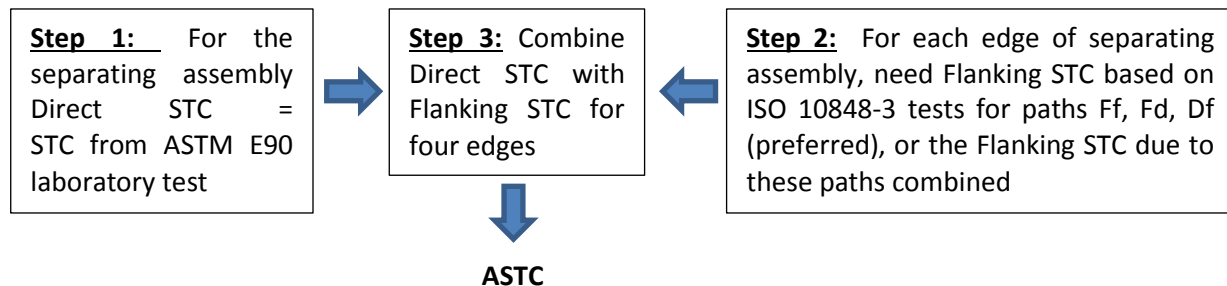 Step 1: For the
separating assembly
Direct STC =
STC from ASTM E90
laboratory test
Step 3: Combine
Direct STC with
Flanking STC for
four edges
Step 2: For each edge of separating
assembly, need Flanking STC based on
ISO 10848-3 tests for paths Ff, Fd, Df
(preferred), or the Flanking STC due to
these paths combined
ASTC